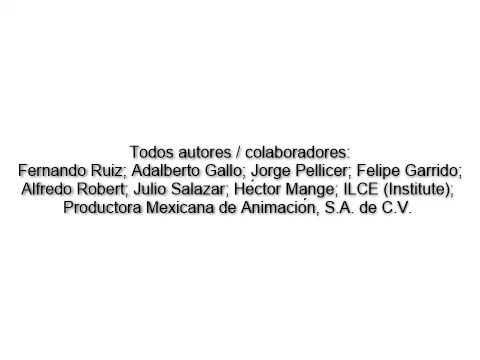 Todos autores / colaboradores:
Fernando Ruiz; Adalberto Gallo; Jorge Pellicer; Felipe Garrido;
Alfredo Robert; Julio Salazar; Héctor Mange; ILCE (Institute);
Productora Mexicana de Animación, S.A. de C.V.